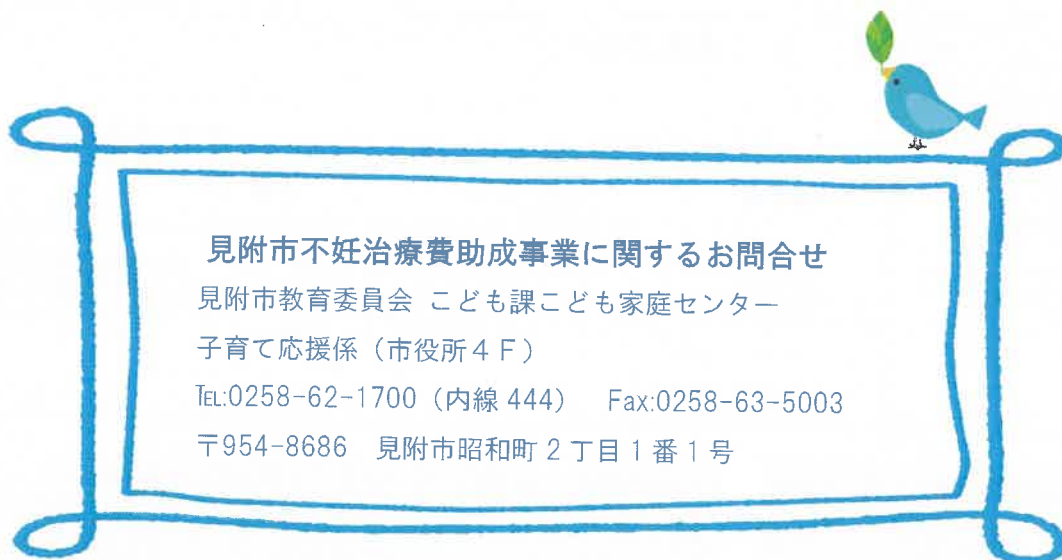 見附市不妊治療費助成事業に関するお問合せ
見附市教育委員会 こども課こども家庭センター
子育て応援係（市役所４Ｆ）
℡:0258-62-1700（内線 444）　Fax:0258-63-5003
〒954-8686　見附市昭和町２丁目１番１号